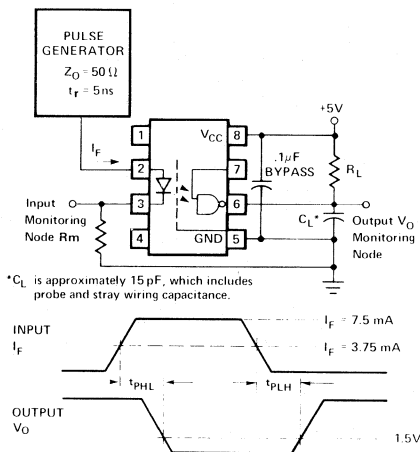 PULSE
GENERATOR
Z_O = 50 Ω
t_r = 5ns
+5V
1
V_CC
8
.1μF
BYPASS
R_L
I_F
2
7
3
6
Input
Monitoring
Node Rm
C_L*
Output V_O
Monitoring
Node
4
GND
5
*C_L is approximately 15 pF, which includes
probe and stray wiring capacitance.
INPUT
I_F
I_F = 7.5 mA
I_F = 3.75 mA
t_PHL
t_PLH
OUTPUT
V_O
1.5V